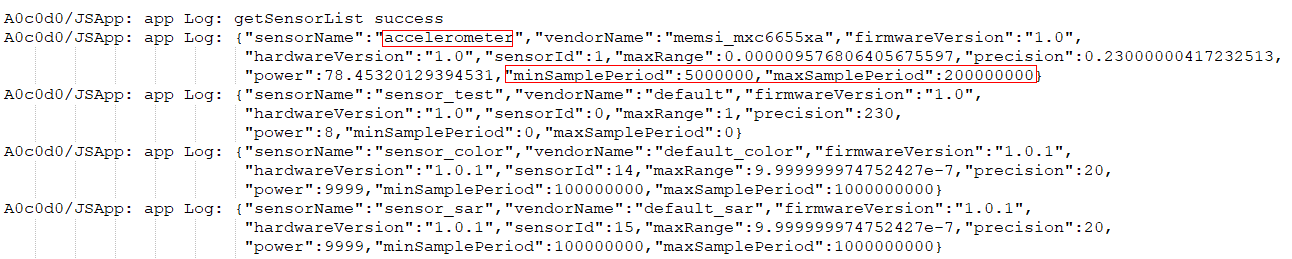 A0c0d0/JSApp: app Log: getSensorList success
A0c0d0/JSApp: app Log: {"sensorName":"accelerometer","vendorName":"memsi_mxc6655xa","firmwareVersion":"1.0",
"hardwareVersion":"1.0","sensorId":1,"maxRange":0.000009576806405675597,"precision":0.23000000417232513,
"power":78.45320129394531,"minSamplePeriod":5000000,"maxSamplePeriod":200000000}
A0c0d0/JSApp: app Log: {"sensorName":"sensor_test","vendorName":"default","firmwareVersion":"1.0",
"hardwareVersion":"1.0","sensorId":0,"maxRange":1,"precision":230,
"power":8,"minSamplePeriod":0,"maxSamplePeriod":0}
A0c0d0/JSApp: app Log: {"sensorName":"sensor_color","vendorName":"default_color","firmwareVersion":"1.0.1",
"hardwareVersion":"1.0.1","sensorId":14,"maxRange":9.999999974752427e-7,"precision":20,
"power":9999,"minSamplePeriod":100000000,"maxSamplePeriod":1000000000}
A0c0d0/JSApp: app Log: {"sensorName":"sensor_sar","vendorName":"default_sar","firmwareVersion":"1.0.1",
"hardwareVersion":"1.0.1","sensorId":15,"maxRange":9.999999974752427e-7,"precision":20,
"power":9999,"minSamplePeriod":100000000,"maxSamplePeriod":1000000000}